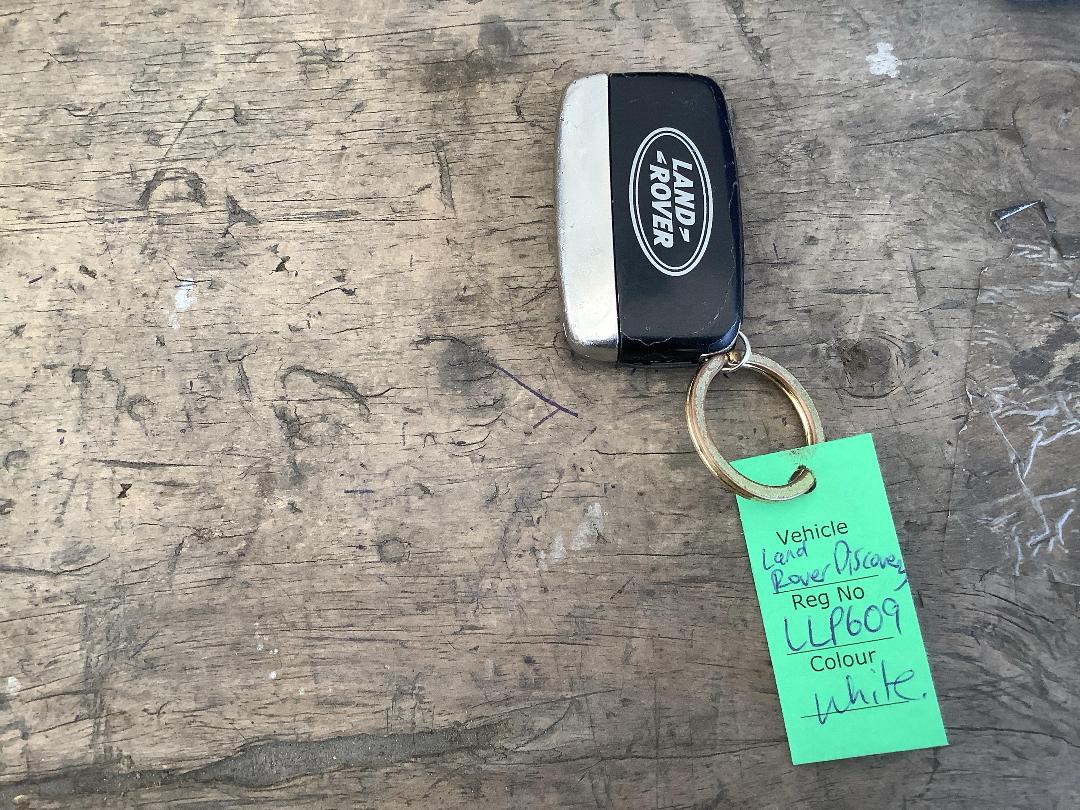 LAND
ROVER
Vehicle
Land
Rover Discovery
Reg No
LLP609
Colour
White.